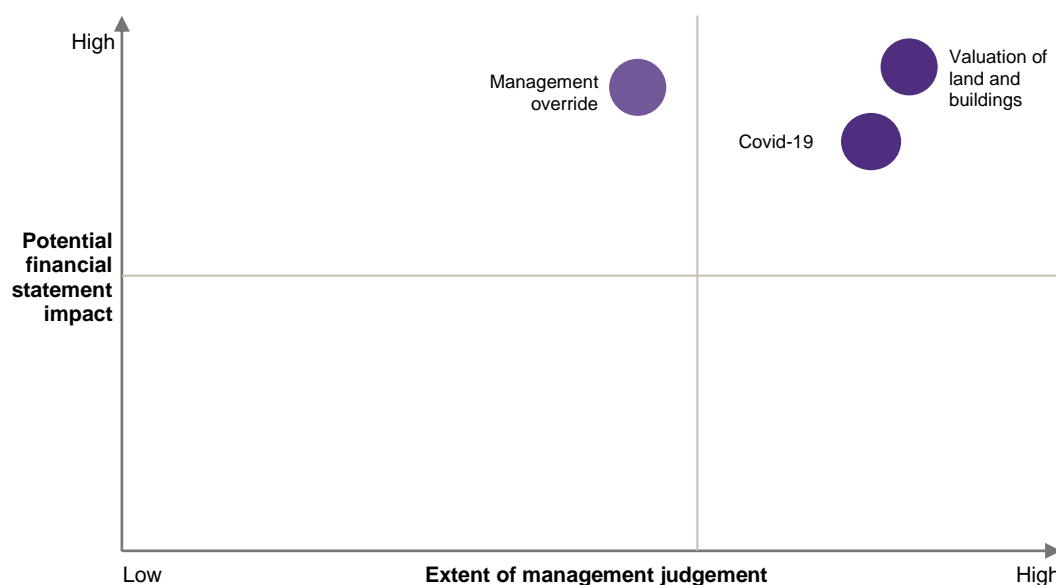 High
Management
override
Valuation of
land and
buildings
Covid-19
Potential
financial
statement
impact
Low
Extent of management judgement
High